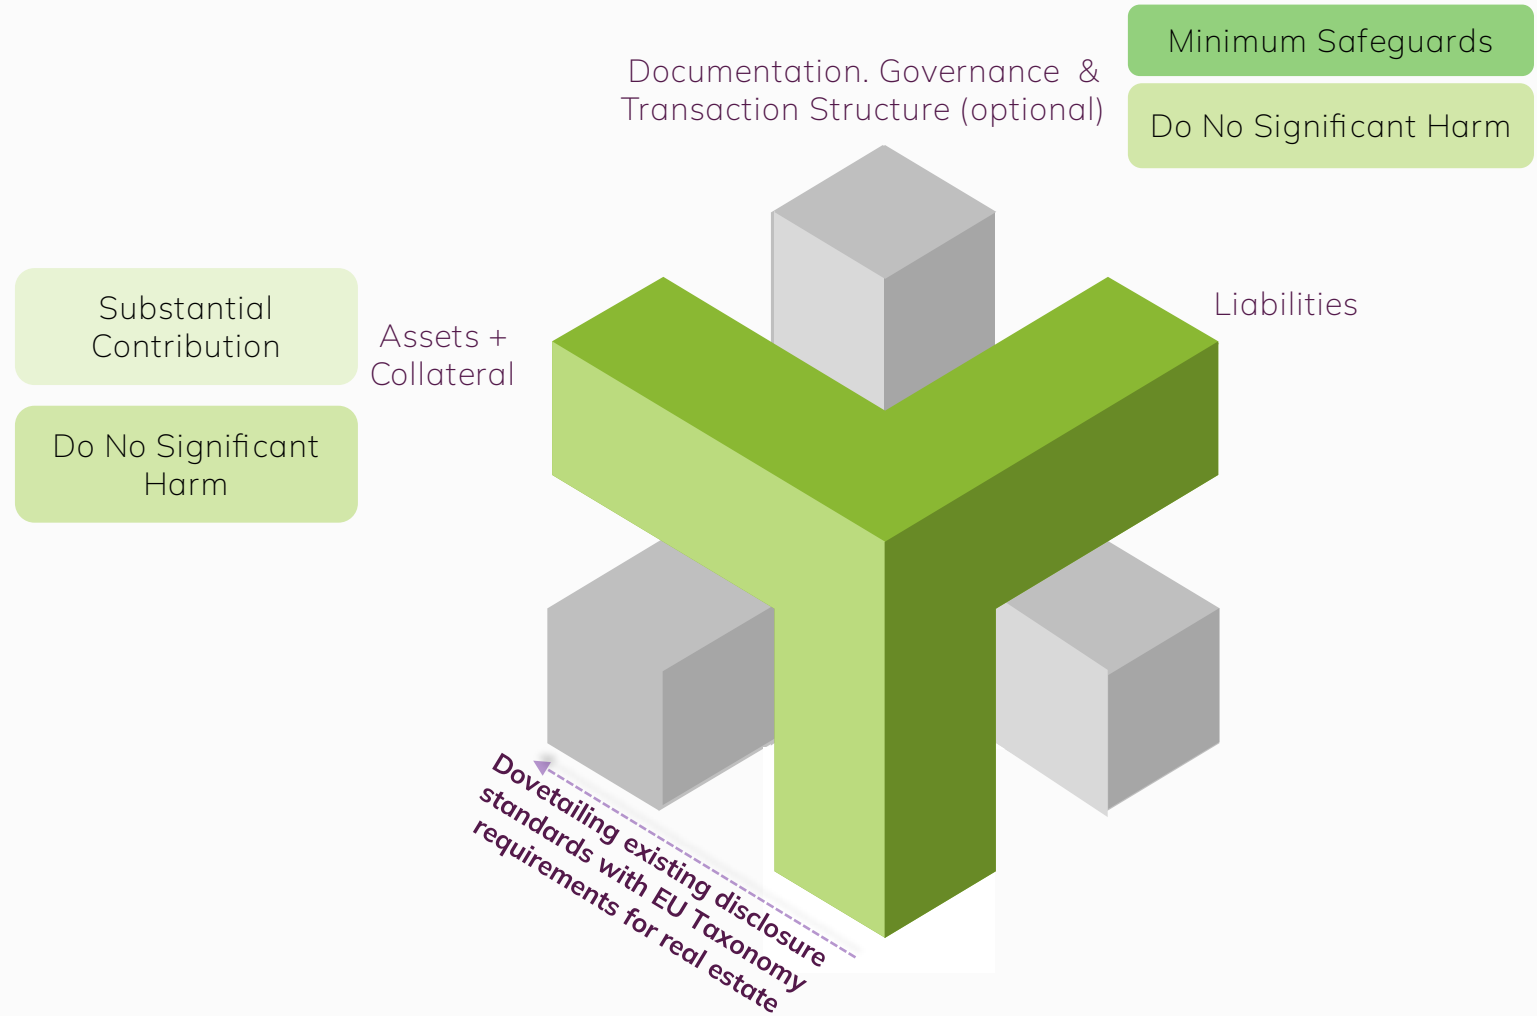 Minimum Safeguards
Documentation. Governance &
Transaction Structure (optional)
Do No Significant Harm
Substantial
Contribution
Assets +
Collateral
Liabilities
Do No Significant
Harm
Dovetailing existing disclosure
standards with EU Taxonomy
requirements for real estate